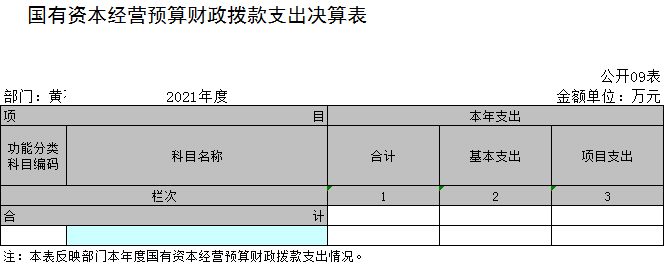 国有资本经营预算财政拨款支出决算表
公开09表
部门：黄 2021年度 金额单位：万元
项 目 本年支出
功能分类科目编码 科目名称 合计 基本支出 项目支出
栏次 1 2 3
合 计
注：本表反映部门本年度国有资本经营预算财政拨款支出情况。